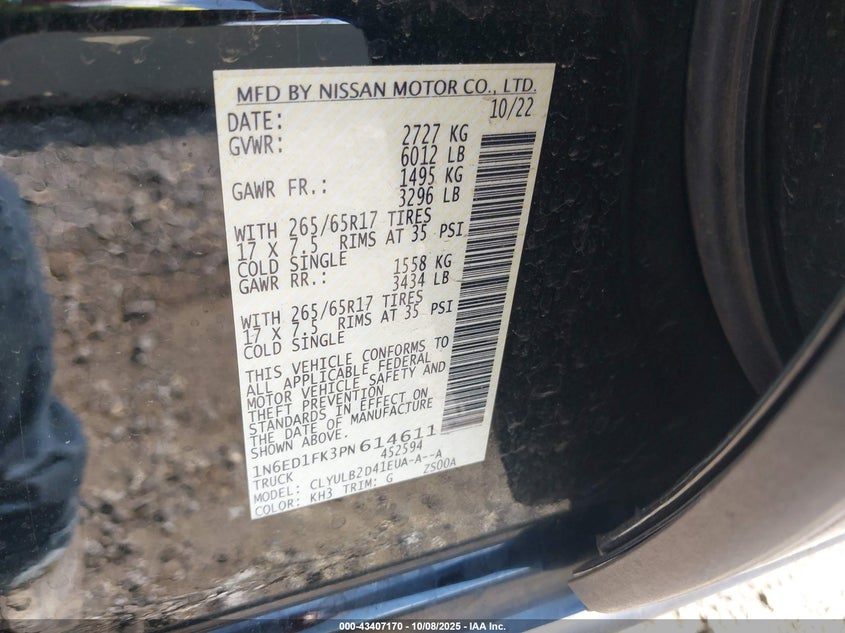 MFD BY NISSAN MOTOR CO., LTD.
DATE: 10/22
GVWR: 2727 KG
6012 LB
GAWR FR.: 1495 KG
3296 LB
WITH 265/65R17 TIRES
17 X 7.5 RIMS AT 35 PSI
COLD SINGLE
GAWR RR.: 1558 KG
3434 LB
WITH 265/65R17 TIRES
17 X 7.5 RIMS AT 35 PSI
COLD SINGLE
THIS VEHICLE CONFORMS TO
ALL APPLICABLE FEDERAL
MOTOR VEHICLE SAFETY AND
THEFT PREVENTION
STANDARDS IN EFFECT ON
THE DATE OF MANUFACTURE
SHOWN ABOVE.
1N6ED1FK3PN614611
TRUCK 452594
MODEL: CLYULB2D41EUA-A--A
COLOR: KH3 TRIM: G ZS00A
000-43407170 - 10/08/2025 - IAA Inc.